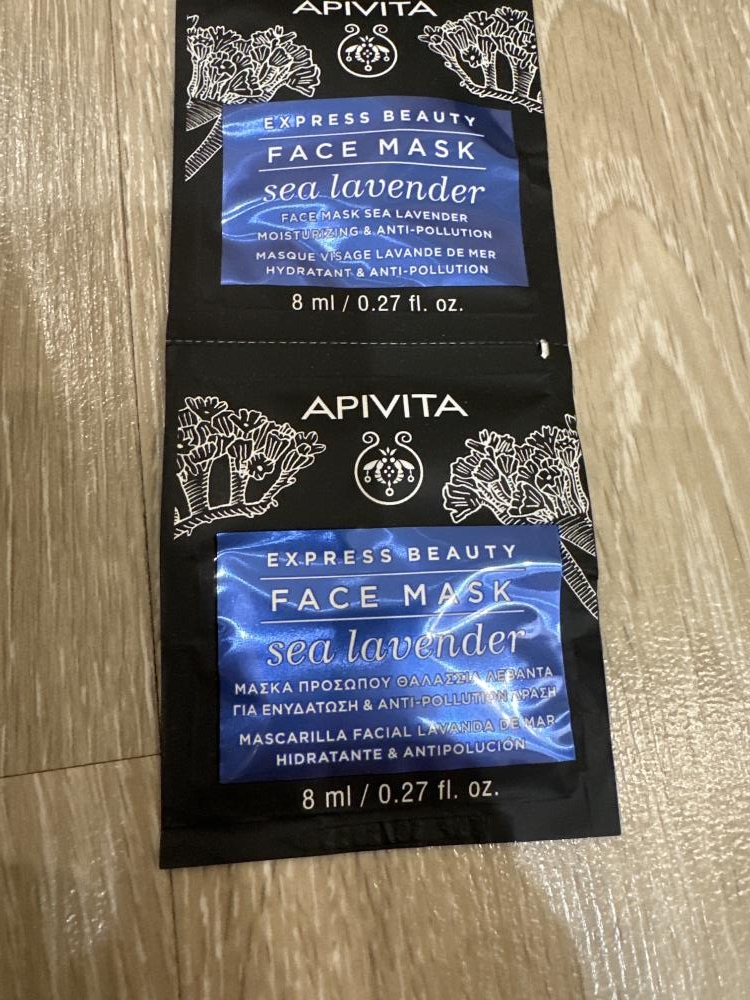 APIVITA
EXPRESS BEAUTY
FACE MASK
sea lavender
FACE MASK SEA LAVENDER
MOISTURIZING & ANTI-POLLUTION
MASQUE VISAGE LAVANDE DE MER
HYDRATANT & ANTI-POLLUTION
8 ml / 0.27 fl. oz.
APIVITA
EXPRESS BEAUTY
FACE MASK
sea lavender
ΜΑΣΚΑ ΠΡΟΣΩΠΟΥ ΘΑΛΑΣΣΙΑ ΛΕΒΑΝΤΑ
ΓΙΑ ΕΝΥΔΑΤΩΣΗ & ANTI-POLLUTION ΔΡΑΣΗ
MASCARILLA FACIAL LAVANDA DE MAR
HIDRATANTE & ANTIPOLUCIÓN
8 ml / 0.27 fl. oz.